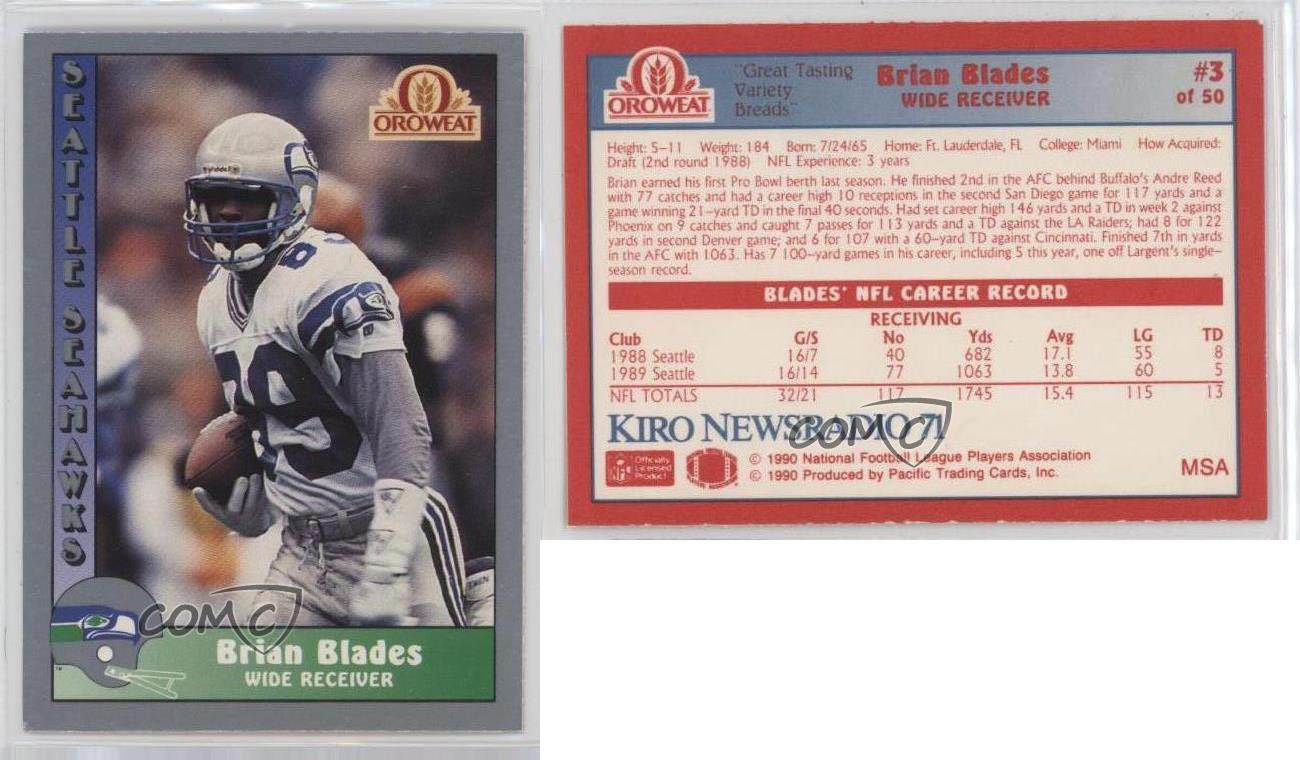 SEATTLE SEAHAWKS
OROWEAT
Riddell
89
89
COMC
Brian Blades
WIDE RECEIVER
TM
OROWEAT
"Great Tasting
Variety
Breads"
Brian Blades
WIDE RECEIVER
#3
of 50
Height: 5-11 Weight: 184 Born: 7/24/65 Home: Ft. Lauderdale, FL College: Miami How Acquired:
Draft (2nd round 1988) NFL Experience: 3 years
Brian earned his first Pro Bowl berth last season. He finished 2nd in the AFC behind Buffalo's Andre Reed
with 77 catches and had a career high 10 receptions in the second San Diego game for 117 yards and a
game winning 21-yard TD in the final 40 seconds. Had set career high 146 yards and a TD in week 2 against
Phoenix on 9 catches and caught 7 passes for 113 yards and a TD against the LA Raiders; had 8 for 122
yards in second Denver game; and 6 for 107 with a 60-yard TD against Cincinnati. Finished 7th in yards
in the AFC with 1063. Has 7 100-yard games in his career, including 5 this year, one off Largent's single-
season record.
BLADES' NFL CAREER RECORD
RECEIVING
Club G/S No Yds Avg LG TD
1988 Seattle 16/7 40 682 17.1 55 8
1989 Seattle 16/14 77 1063 13.8 60 5
NFL TOTALS 32/21 117 1745 15.4 115 13
KIRO NEWSRADIO 71
COMC
NFL
Officially
Licensed
Product
© 1990 National Football League Players Association
© 1990 Produced by Pacific Trading Cards, Inc.
MSA